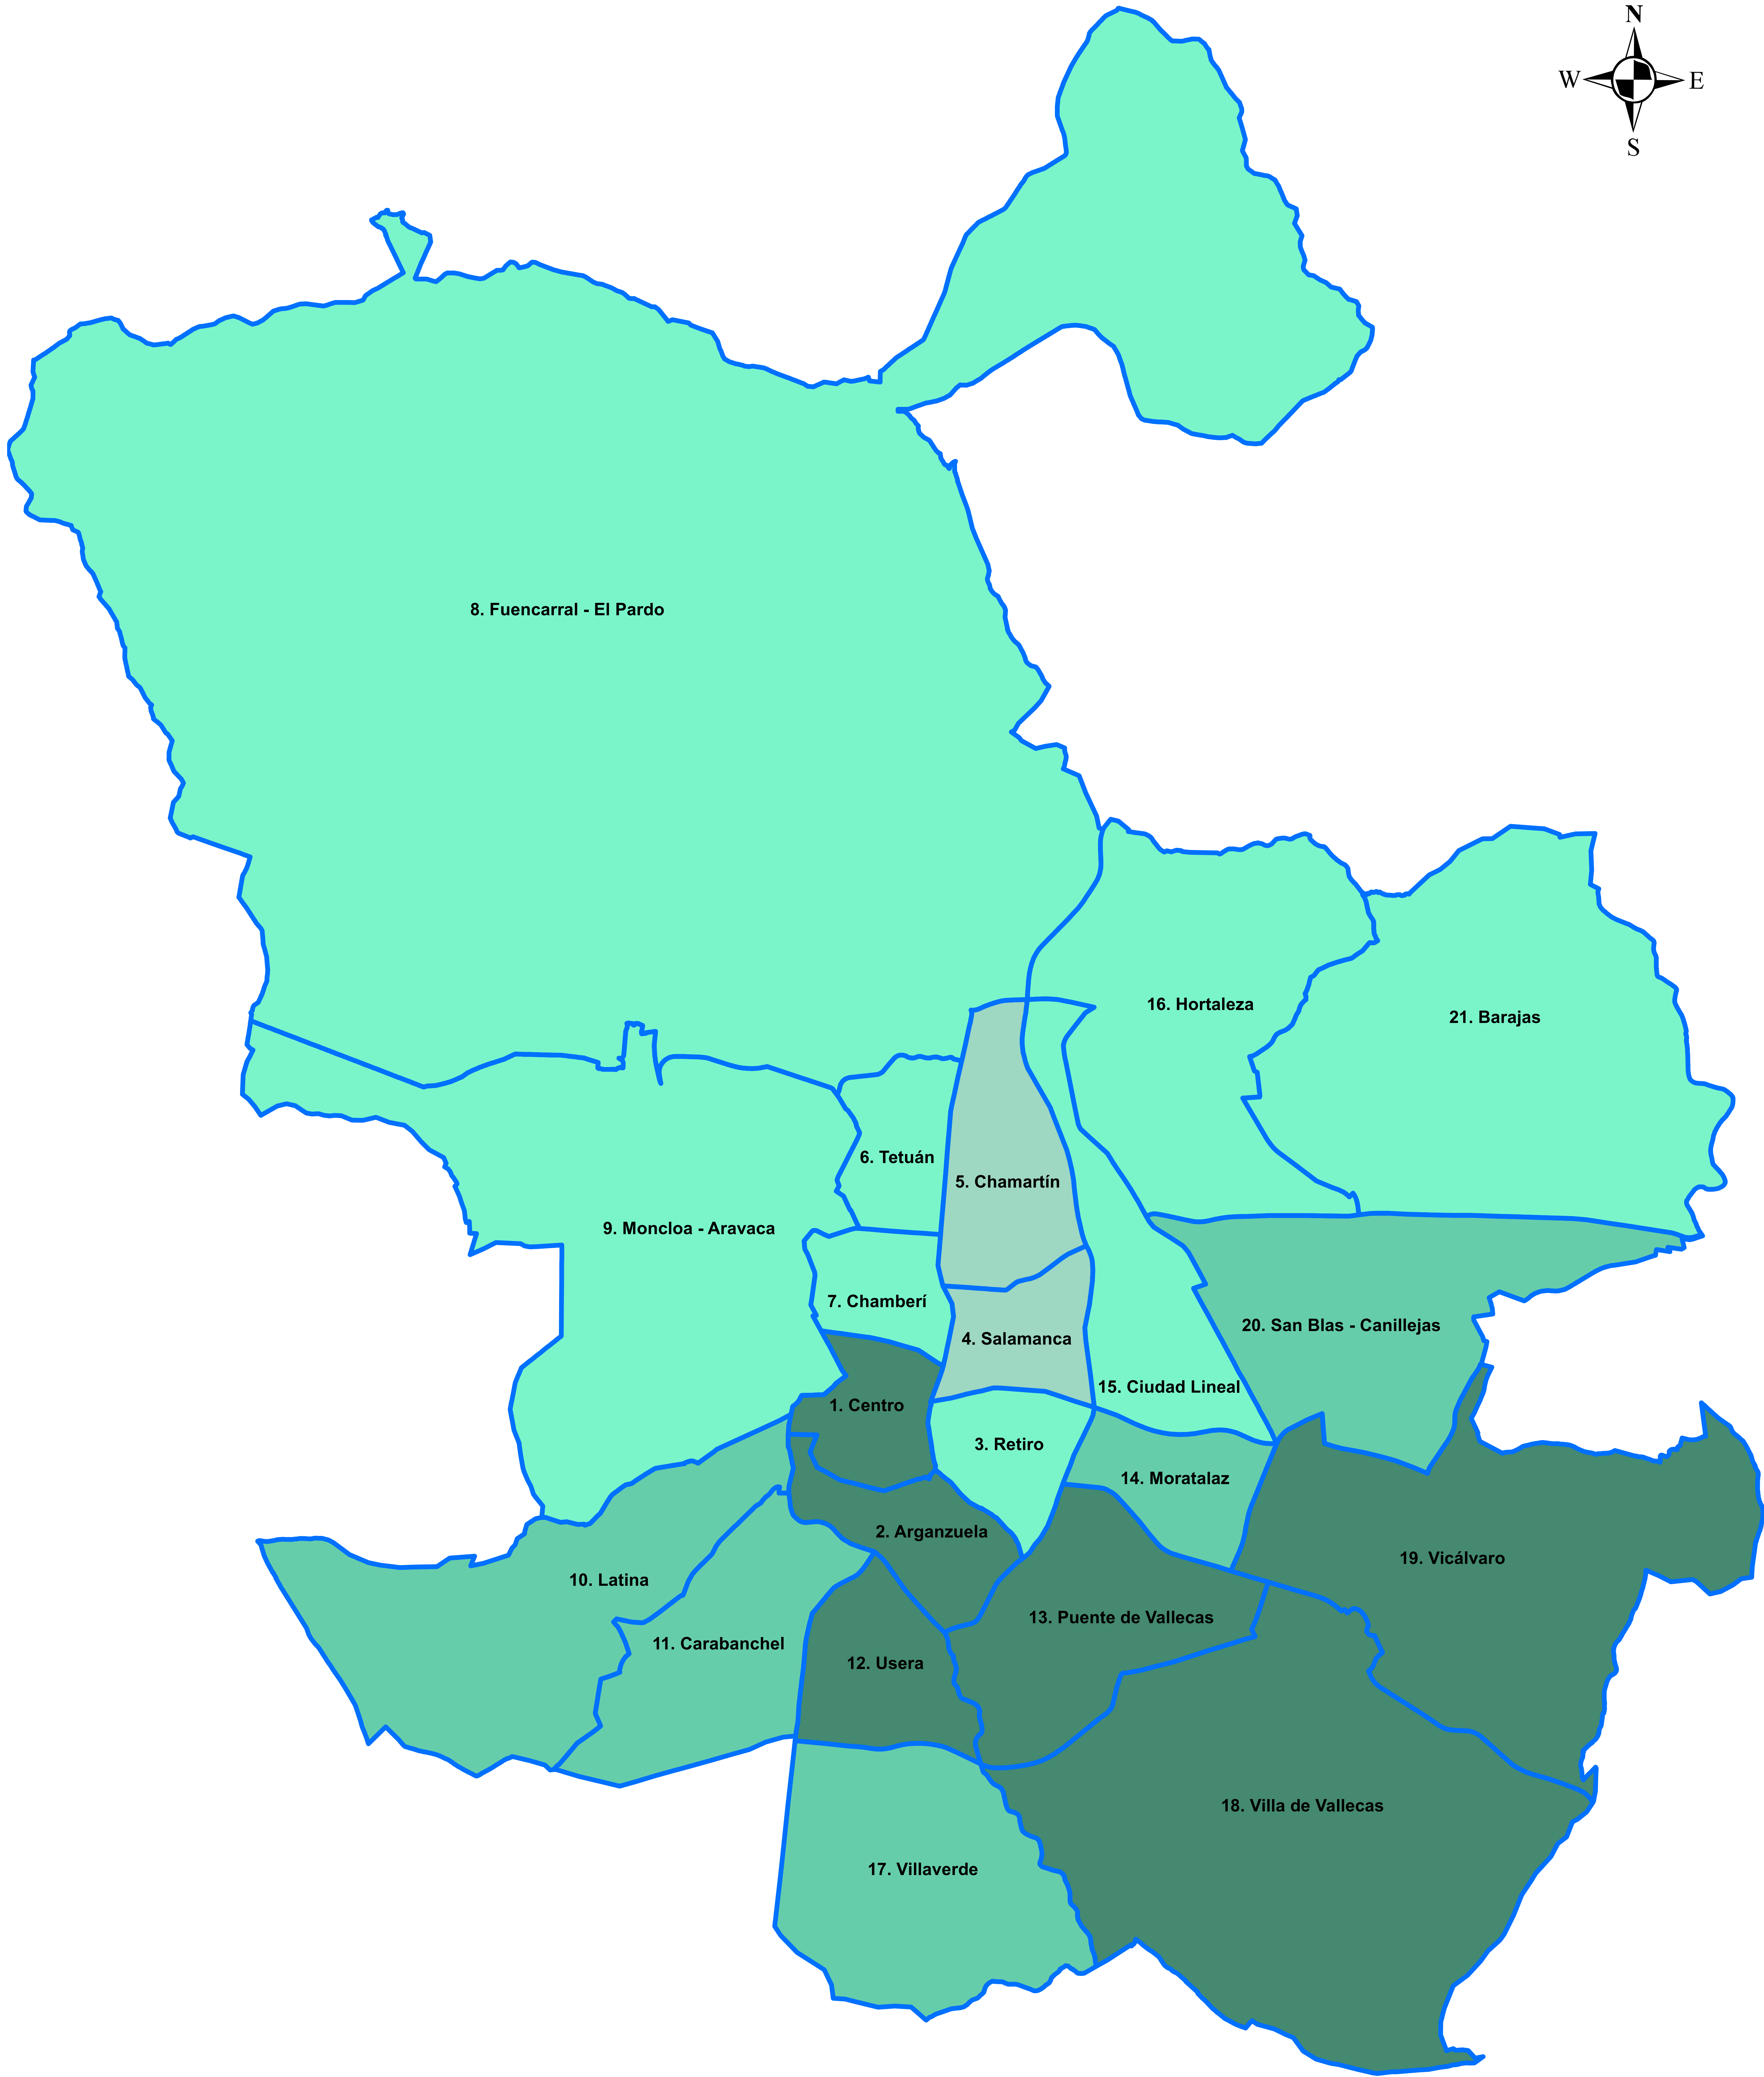 N
W E
S
8. Fuencarral - El Pardo
16. Hortaleza
21. Barajas
6. Tetuán
5. Chamartín
9. Moncloa - Aravaca
7. Chamberí
20. San Blas - Canillejas
4. Salamanca
15. Ciudad Lineal
1. Centro
3. Retiro
14. Moratalaz
2. Arganzuela
19. Vicálvaro
10. Latina
13. Puente de Vallecas
11. Carabanchel
12. Usera
18. Villa de Vallecas
17. Villaverde